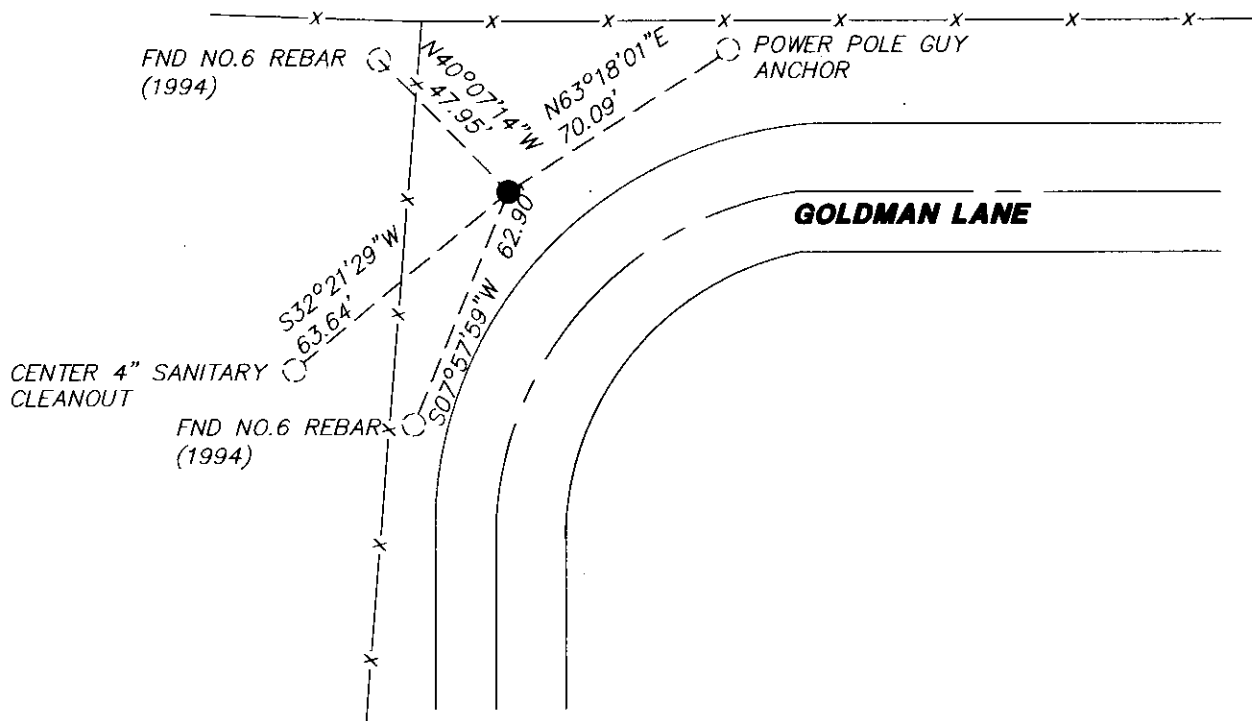 FND NO.6 REBAR
(1994)
N40°07'14"W
47.95'
N63°18'01"E
70.09'
POWER POLE GUY
ANCHOR
GOLDMAN LANE
S32°21'29"W
63.64'
62.90'
S07°57'59"W
CENTER 4" SANITARY
CLEANOUT
FND NO.6 REBAR
(1994)